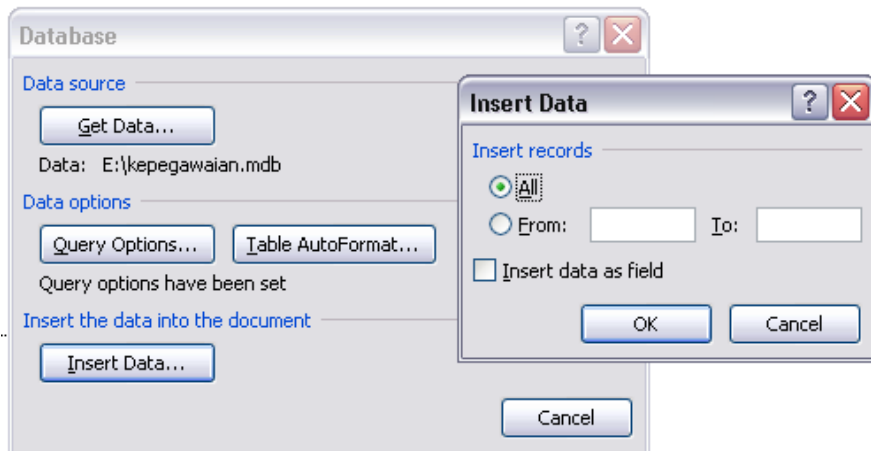 Database
Data source
Get Data...
Data: E:\kepegawaian.mdb
Data options
Query Options...
Table AutoFormat...
Query options have been set
Insert the data into the document
Insert Data...
Cancel
Insert Data
Insert records
All
From:
To:
Insert data as field
OK
Cancel